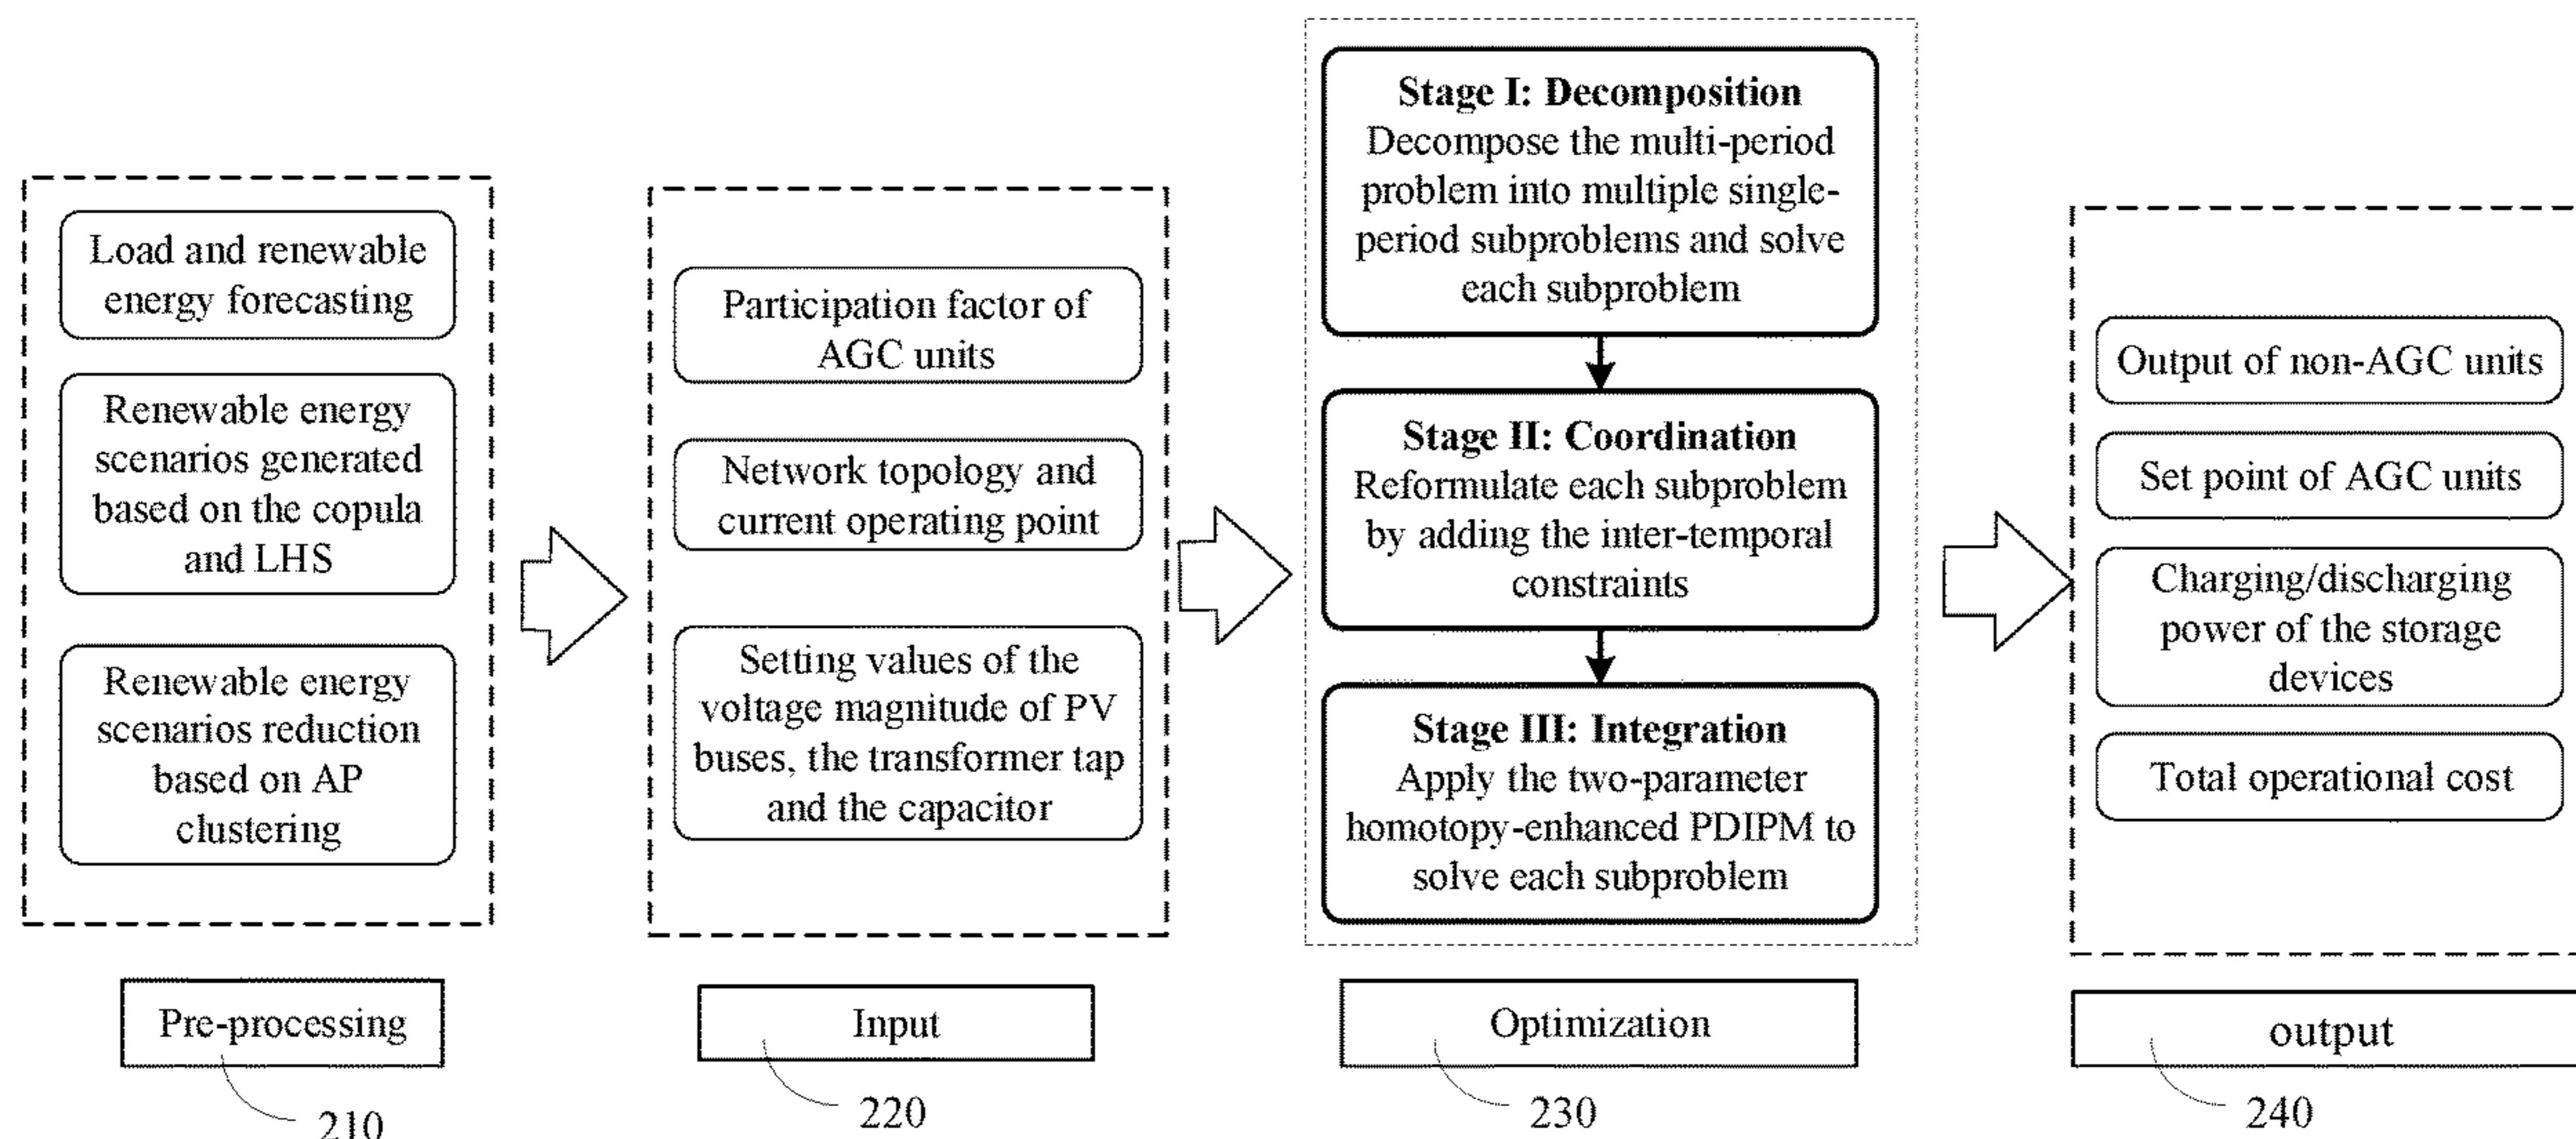 Load and renewable
energy forecasting
Renewable energy
scenarios generated
based on the copula
and LHS
Renewable energy
scenarios reduction
based on AP
clustering
Pre-processing
210
Participation factor of
AGC units
Network topology and
current operating point
Setting values of the
voltage magnitude of PV
buses, the transformer tap
and the capacitor
Input
220
Stage I: Decomposition
Decompose the multi-period
problem into multiple single-
period subproblems and solve
each subproblem
Stage II: Coordination
Reformulate each subproblem
by adding the inter-temporal
constraints
Stage III: Integration
Apply the two-parameter
homotopy-enhanced PDIPM to
solve each subproblem
Optimization
230
Output of non-AGC units
Set point of AGC units
Charging/discharging
power of the storage
devices
Total operational cost
output
240